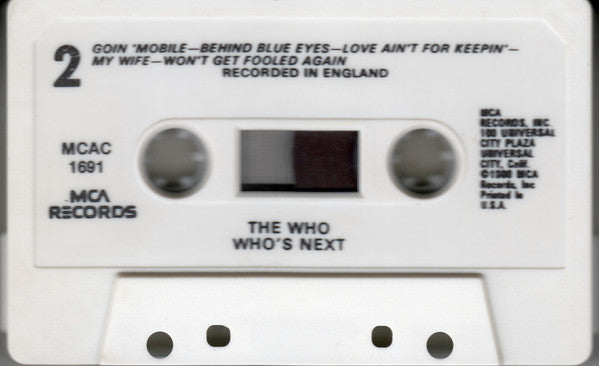 2
GOIN 'MOBILE—BEHIND BLUE EYES—LOVE AIN'T FOR KEEPIN'—
MY WIFE—WON'T GET FOOLED AGAIN
RECORDED IN ENGLAND
MCAC
1691
MCA
RECORDS
THE WHO
WHO'S NEXT
MCA
RECORDS, INC.
100 UNIVERSAL
CITY PLAZA
UNIVERSAL
CITY, Calif.
©1980 MCA
Records, Inc
Printed in
U.S.A.